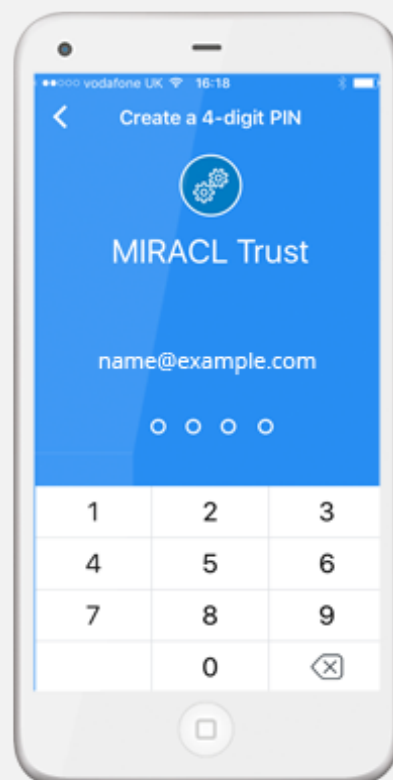 vodafone UK 16:18
Create a 4-digit PIN
MIRACL Trust
name@example.com
1 2 3
4 5 6
7 8 9
0